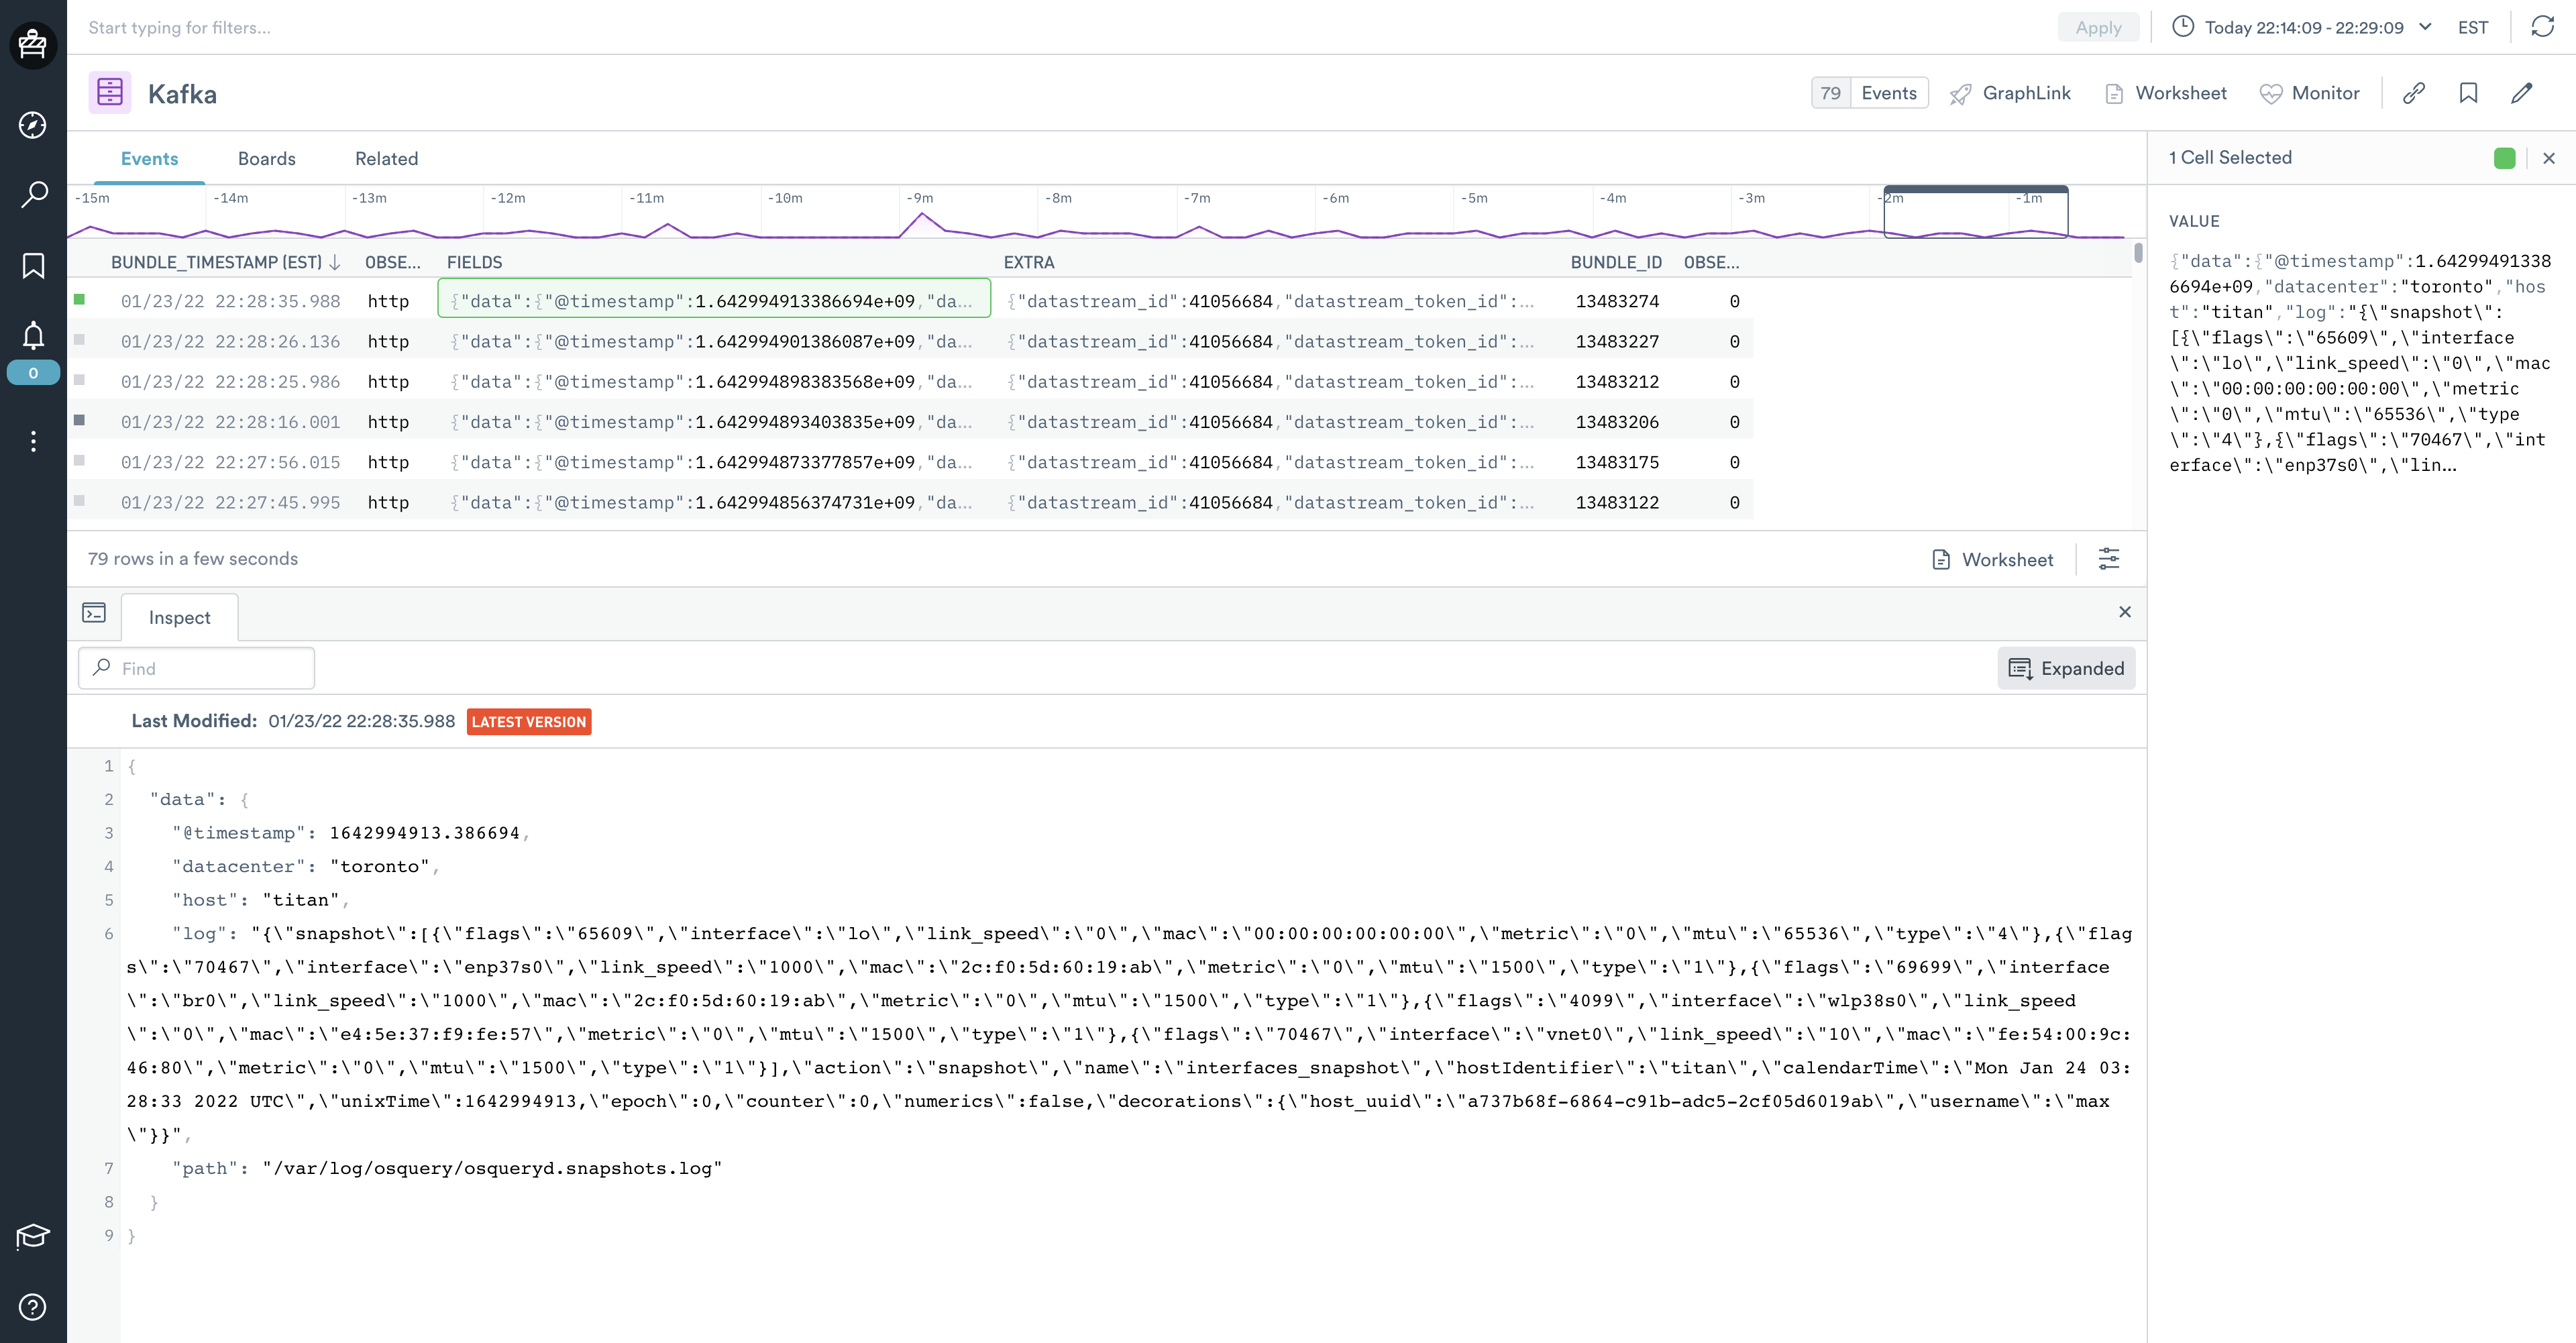 Start typing for filters...
Apply
Today 22:14:09 - 22:29:09
EST
Kafka
79 Events
GraphLink
Worksheet
Monitor
0
Events
Boards
Related
-15m
-14m
-13m
-12m
-11m
-10m
-9m
-8m
-7m
-6m
-5m
-4m
-3m
-2m
-1m
BUNDLE_TIMESTAMP (EST) OBSE... FIELDS EXTRA BUNDLE_ID OBSE...
01/23/22 22:28:35.988 http {"data":{"@timestamp":1.642994913386694e+09,"da... {"datastream_id":41056684,"datastream_token_id":... 13483274 0
01/23/22 22:28:26.136 http {"data":{"@timestamp":1.642994901386087e+09,"da... {"datastream_id":41056684,"datastream_token_id":... 13483227 0
01/23/22 22:28:25.986 http {"data":{"@timestamp":1.642994898383568e+09,"da... {"datastream_id":41056684,"datastream_token_id":... 13483212 0
01/23/22 22:28:16.001 http {"data":{"@timestamp":1.642994893403835e+09,"da... {"datastream_id":41056684,"datastream_token_id":... 13483206 0
01/23/22 22:27:56.015 http {"data":{"@timestamp":1.642994873377857e+09,"da... {"datastream_id":41056684,"datastream_token_id":... 13483175 0
01/23/22 22:27:45.995 http {"data":{"@timestamp":1.642994856374731e+09,"da... {"datastream_id":41056684,"datastream_token_id":... 13483122 0
79 rows in a few seconds
Worksheet
Inspect
Find
Expanded
Last Modified: 01/23/22 22:28:35.988 LATEST VERSION
1 {
2 "data": {
3 "@timestamp": 1642994913.386694,
4 "datacenter": "toronto",
5 "host": "titan",
6 "log": "{\"snapshot\":[{\"flags\":\"65609\",\"interface\":\"lo\",\"link_speed\":\"0\",\"mac\":\"00:00:00:00:00:00\",\"metric\":\"0\",\"mtu\":\"65536\",\"type\":\"4\"},{\"flag
s\":\"70467\",\"interface\":\"enp37s0\",\"link_speed\":\"1000\",\"mac\":\"2c:f0:5d:60:19:ab\",\"metric\":\"0\",\"mtu\":\"1500\",\"type\":\"1\"},{\"flags\":\"69699\",\"interface
\":\"br0\",\"link_speed\":\"1000\",\"mac\":\"2c:f0:5d:60:19:ab\",\"metric\":\"0\",\"mtu\":\"1500\",\"type\":\"1\"},{\"flags\":\"4099\",\"interface\":\"wlp38s0\",\"link_speed
\":\"0\",\"mac\":\"e4:5e:37:f9:fe:57\",\"metric\":\"0\",\"mtu\":\"1500\",\"type\":\"1\"},{\"flags\":\"70467\",\"interface\":\"vnet0\",\"link_speed\":\"10\",\"mac\":\"fe:54:00:9c:
46:80\",\"metric\":\"0\",\"mtu\":\"1500\",\"type\":\"1\"}],\"action\":\"snapshot\",\"name\":\"interfaces_snapshot\",\"hostIdentifier\":\"titan\",\"calendarTime\":\"Mon Jan 24 03:
28:33 2022 UTC\",\"unixTime\":1642994913,\"epoch\":0,\"counter\":0,\"numerics\":false,\"decorations\":{\"host_uuid\":\"a737b68f-6864-c91b-adc5-2cf05d6019ab\",\"username\":\"max
\"}}",
7 "path": "/var/log/osquery/osqueryd.snapshots.log"
8 }
9 }
1 Cell Selected
VALUE
{"data":{"@timestamp":1.64299491338
6694e+09,"datacenter":"toronto","hos
t":"titan","log":"{\"snapshot\":
[{\"flags\":\"65609\",\"interface
\":\"lo\",\"link_speed\":\"0\",\"mac
\":\"00:00:00:00:00:00\",\"metric
\":\"0\",\"mtu\":\"65536\",\"type
\":\"4\"},{\"flags\":\"70467\",\"int
erface\":\"enp37s0\",\"lin...